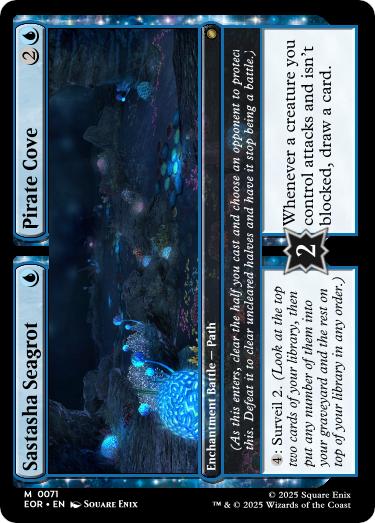 Sastasha Seagrot
Pirate Cove
2
Enchantment Battle — Path
(As this enters, clear the half you cast and choose an opponent to protect
this. Defeat it to clear uncleared halves and have it stop being a battle.)
4: Surveil 2. (Look at the top
two cards of your library, then
put any number of them into
your graveyard and the rest on
top of your library in any order.)
Whenever a creature you
control attacks and isn't
blocked, draw a card.
2
M 0071
EOR • EN SQUARE ENIX
© 2025 Square Enix
™ & © 2025 Wizards of the Coast